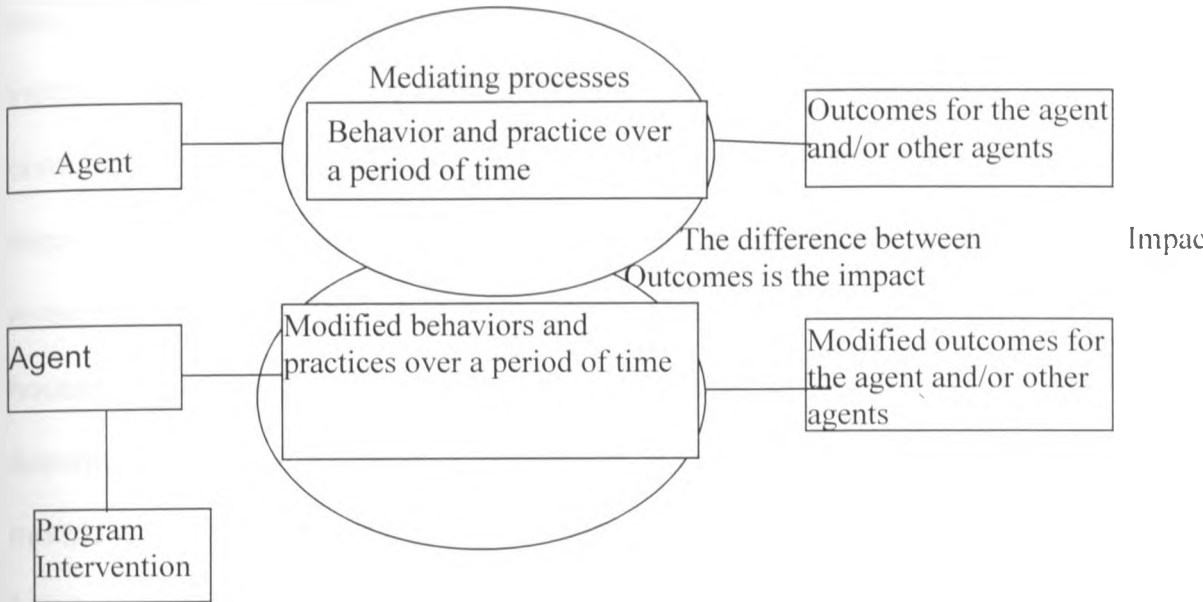 Mediating processes
Agent
Behavior and practice over
a period of time
Outcomes for the agent
and/or other agents
The difference between
Outcomes is the impact
Impac
Agent
Modified behaviors and
practices over a period of time
Modified outcomes for
the agent and/or other
agents
Program
Intervention